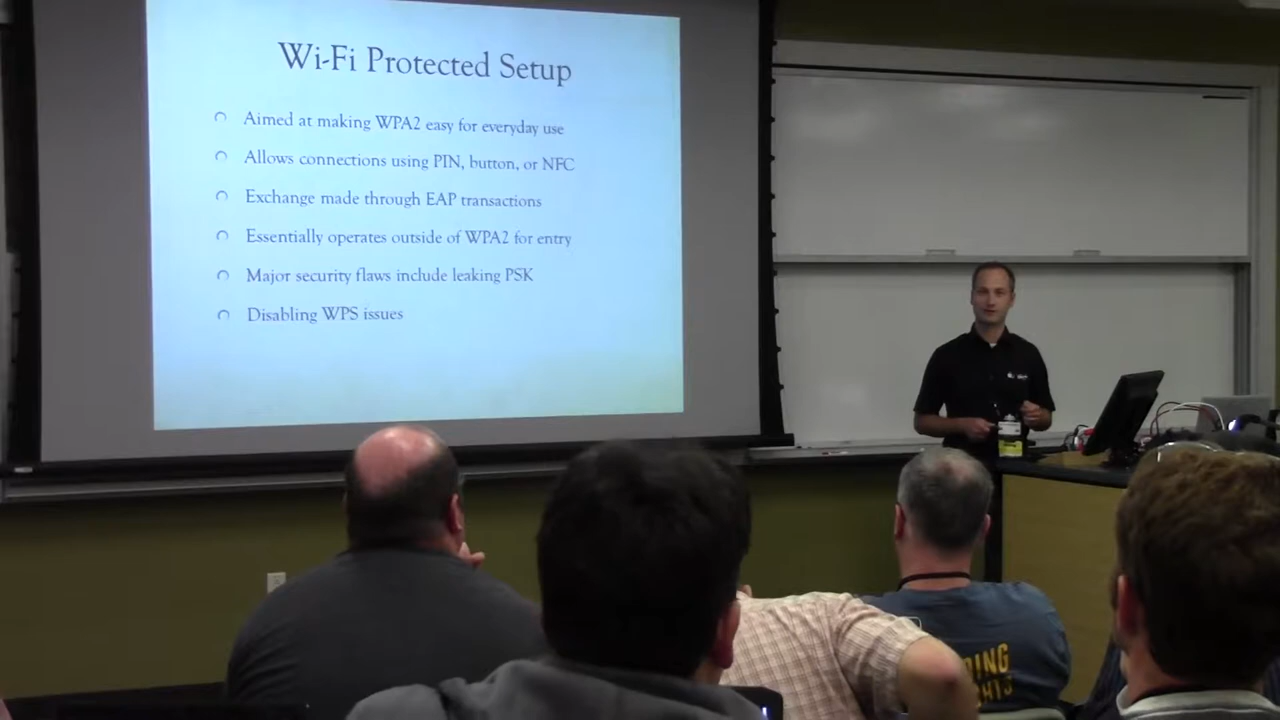 Wi-Fi Protected Setup
Aimed at making WPA2 easy for everyday use
Allows connections using PIN, button, or NFC
Exchange made through EAP transactions
Essentially operates outside of WPA2 for entry
Major security flaws include leaking PSK
Disabling WPS issues